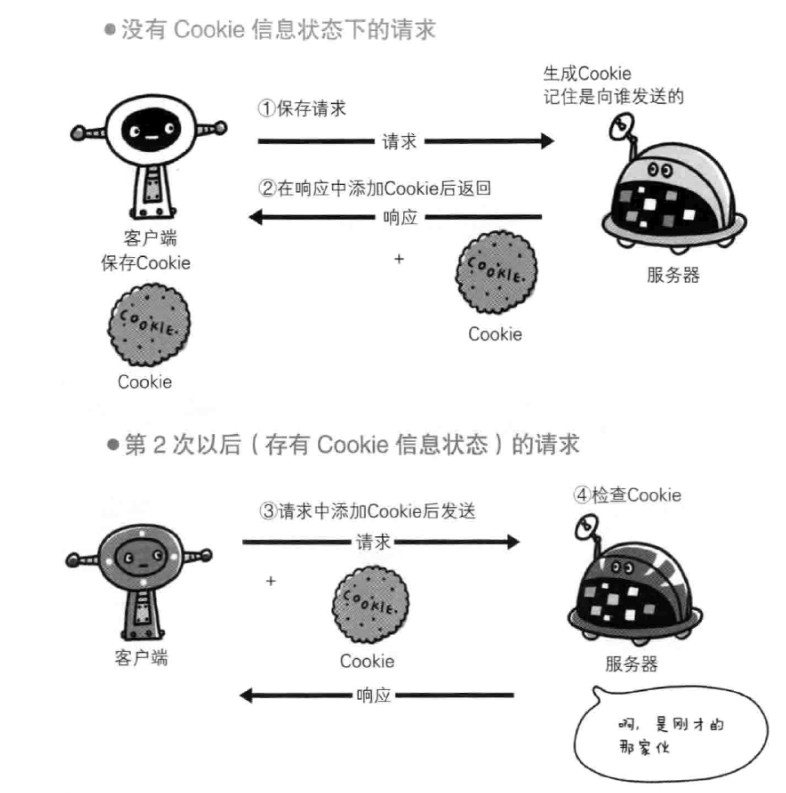 ●没有 Cookie 信息状态下的请求
生成Cookie
记住是向谁发送的
①保存请求
请求
②在响应中添加Cookie后返回
响应
客户端
保存Cookie
+
COOKIE.
服务器
Cookie
COOKIE.
Cookie
●第 2 次以后（存有 Cookie 信息状态）的请求
④检查Cookie
③请求中添加Cookie后发送
请求
+
COOKIE.
客户端
Cookie
服务器
响应
啊，是刚才的
那家伙